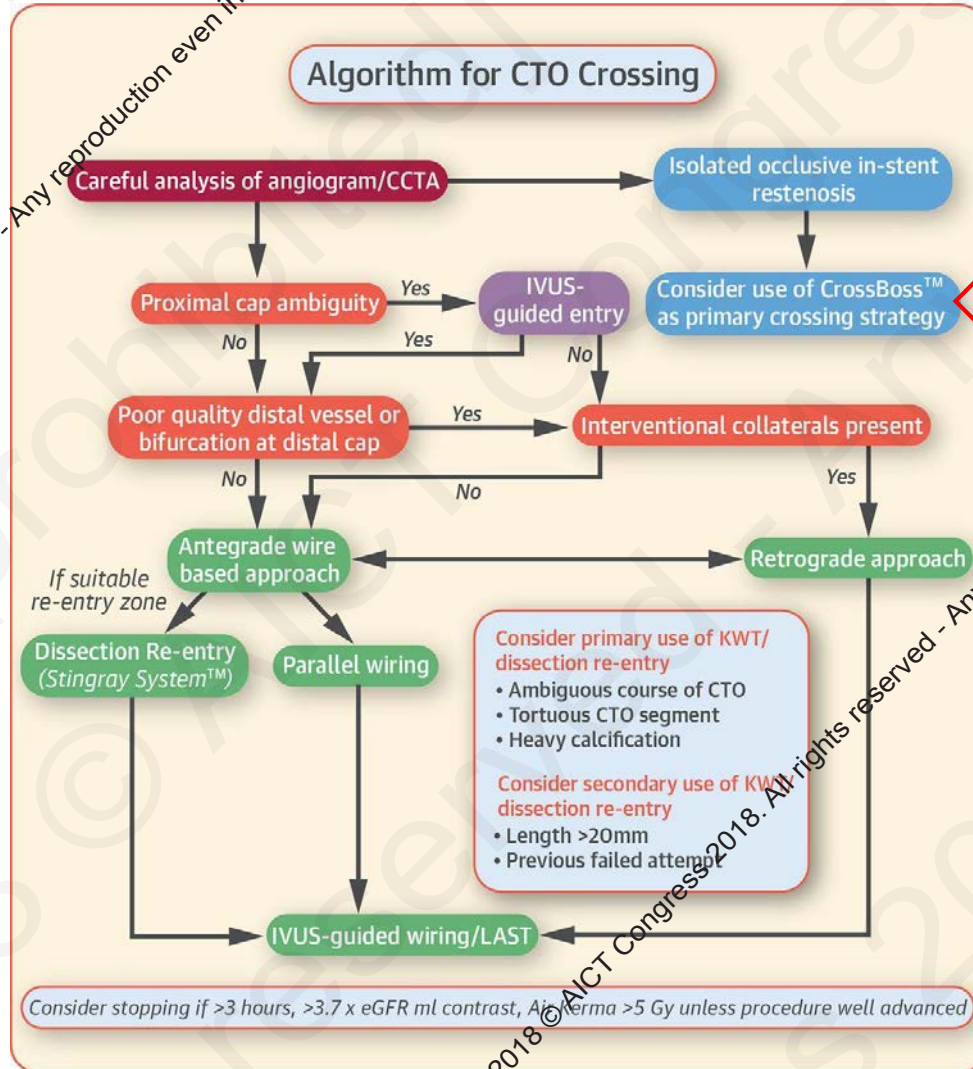 Algorithm for CTO Crossing
Careful analysis of angiogram/CCTA
Isolated occlusive in-stent
restenosis
Proximal cap ambiguity
Yes
IVUS-
guided entry
Consider use of CrossBoss™
as primary crossing strategy
No
Yes
No
Poor quality distal vessel or
bifurcation at distal cap
Yes
Interventional collaterals present
No
No
Yes
Antegrade wire
based approach
Retrograde approach
If suitable
re-entry zone
Dissection Re-entry
(Stingray System™)
Parallel wiring
Consider primary use of KWT/
dissection re-entry
• Ambiguous course of CTO
• Tortuous CTO segment
• Heavy calcification
Consider secondary use of KWT/
dissection re-entry
• Length >20mm
• Previous failed attempt
IVUS-guided wiring/LAST
Consider stopping if >3 hours, >3.7 x eGFR ml contrast, Air Kerma >5 Gy unless procedure well advanced
- Any reproduction even in
2018 © AICT Congress 2018. All rights reserved - Any